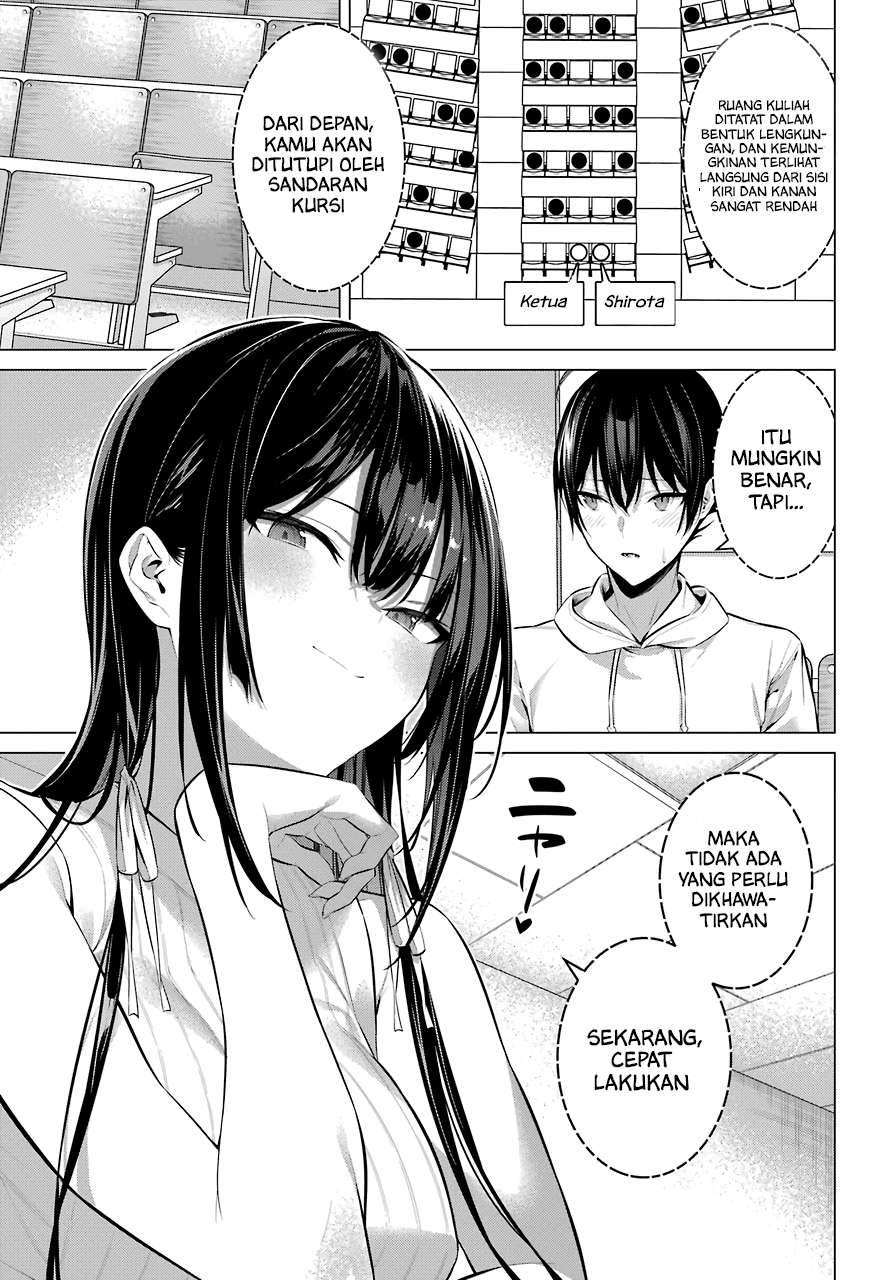 RUANG KULIAH
DITATAT DALAM
BENTUK LENGKUN-
GAN, DAN KEMUN-
GKINAN TERLIHAT
LANGSUNG DARI SISI
KIRI DAN KANAN
SANGAT RENDAH
DARI DEPAN,
KAMU AKAN
DITUTUPI OLEH
SANDARAN
KURSI
Ketua
Shirota
ITU
MUNGKIN
BENAR,
TAPI...
MAKA
TIDAK ADA
YANG PERLU
DIKHAWA-
TIRKAN
ニヤリ♥
SEKARANG,
CEPAT
LAKUKAN